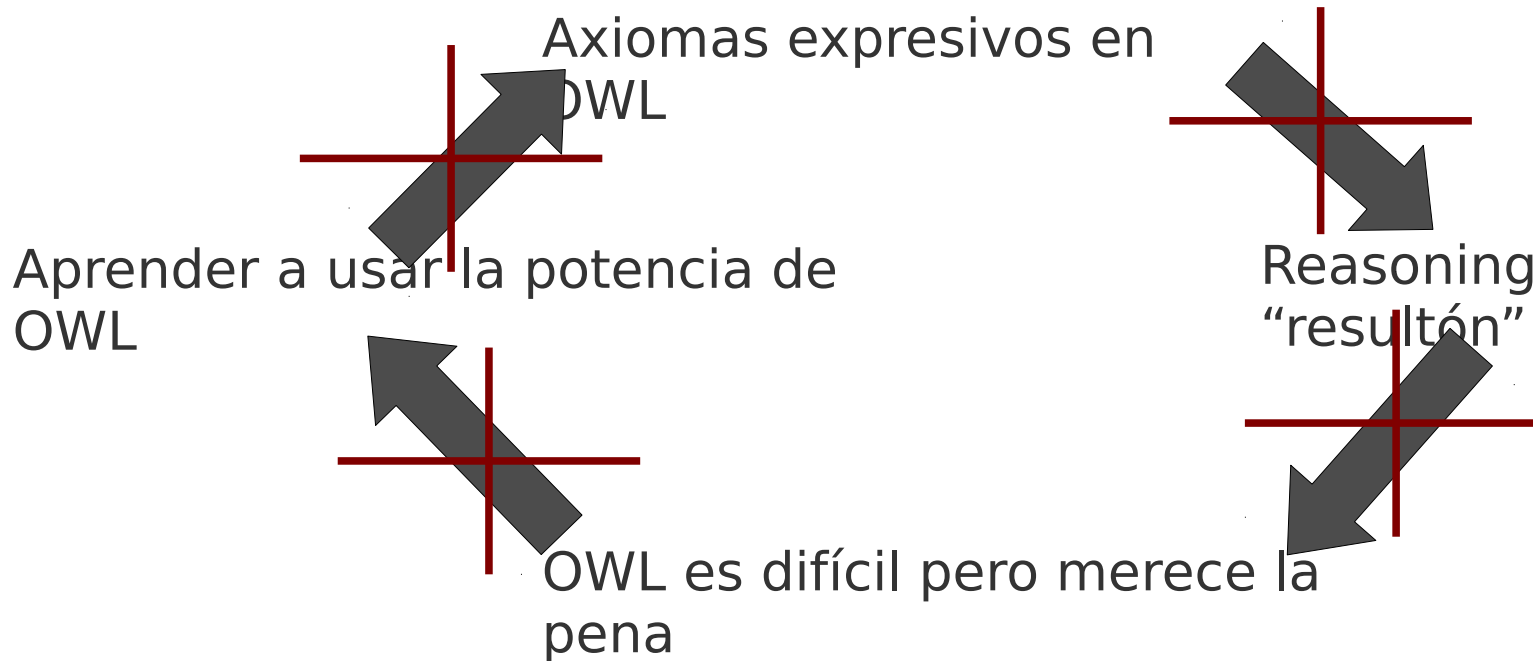 Axiomas expresivos en
OWL
Aprender a usar la potencia de
OWL
Reasoning
“resultón”
OWL es difícil pero merece la
pena